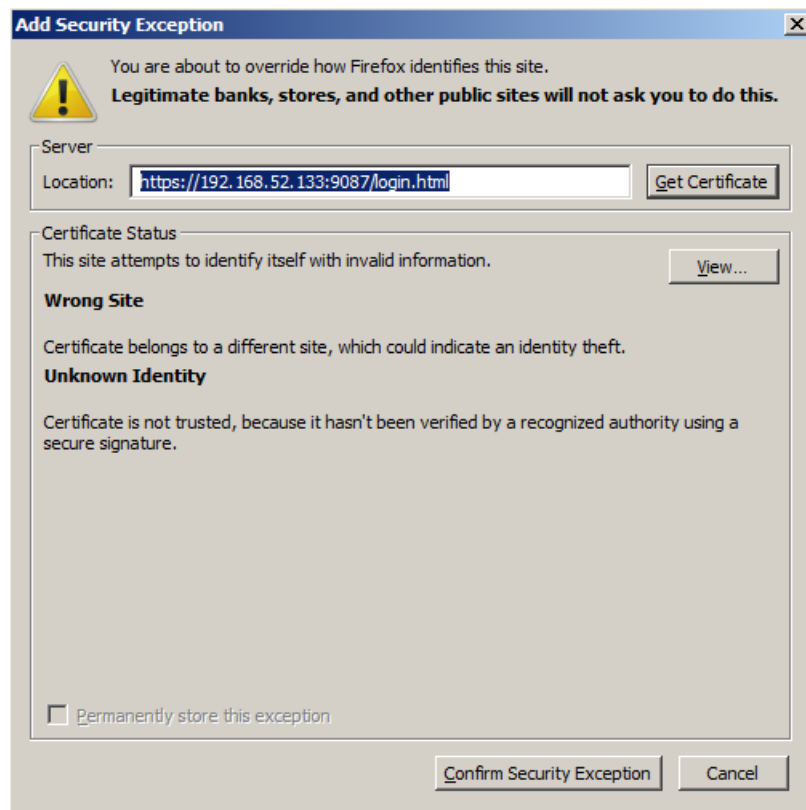 Add Security Exception
You are about to override how Firefox identifies this site.
Legitimate banks, stores, and other public sites will not ask you to do this.
Server
Location: https://192.168.52.133:9087/login.html Get Certificate
Certificate Status
This site attempts to identify itself with invalid information.
View...
Wrong Site
Certificate belongs to a different site, which could indicate an identity theft.
Unknown Identity
Certificate is not trusted, because it hasn't been verified by a recognized authority using a
secure signature.
Permanently store this exception
Confirm Security Exception Cancel